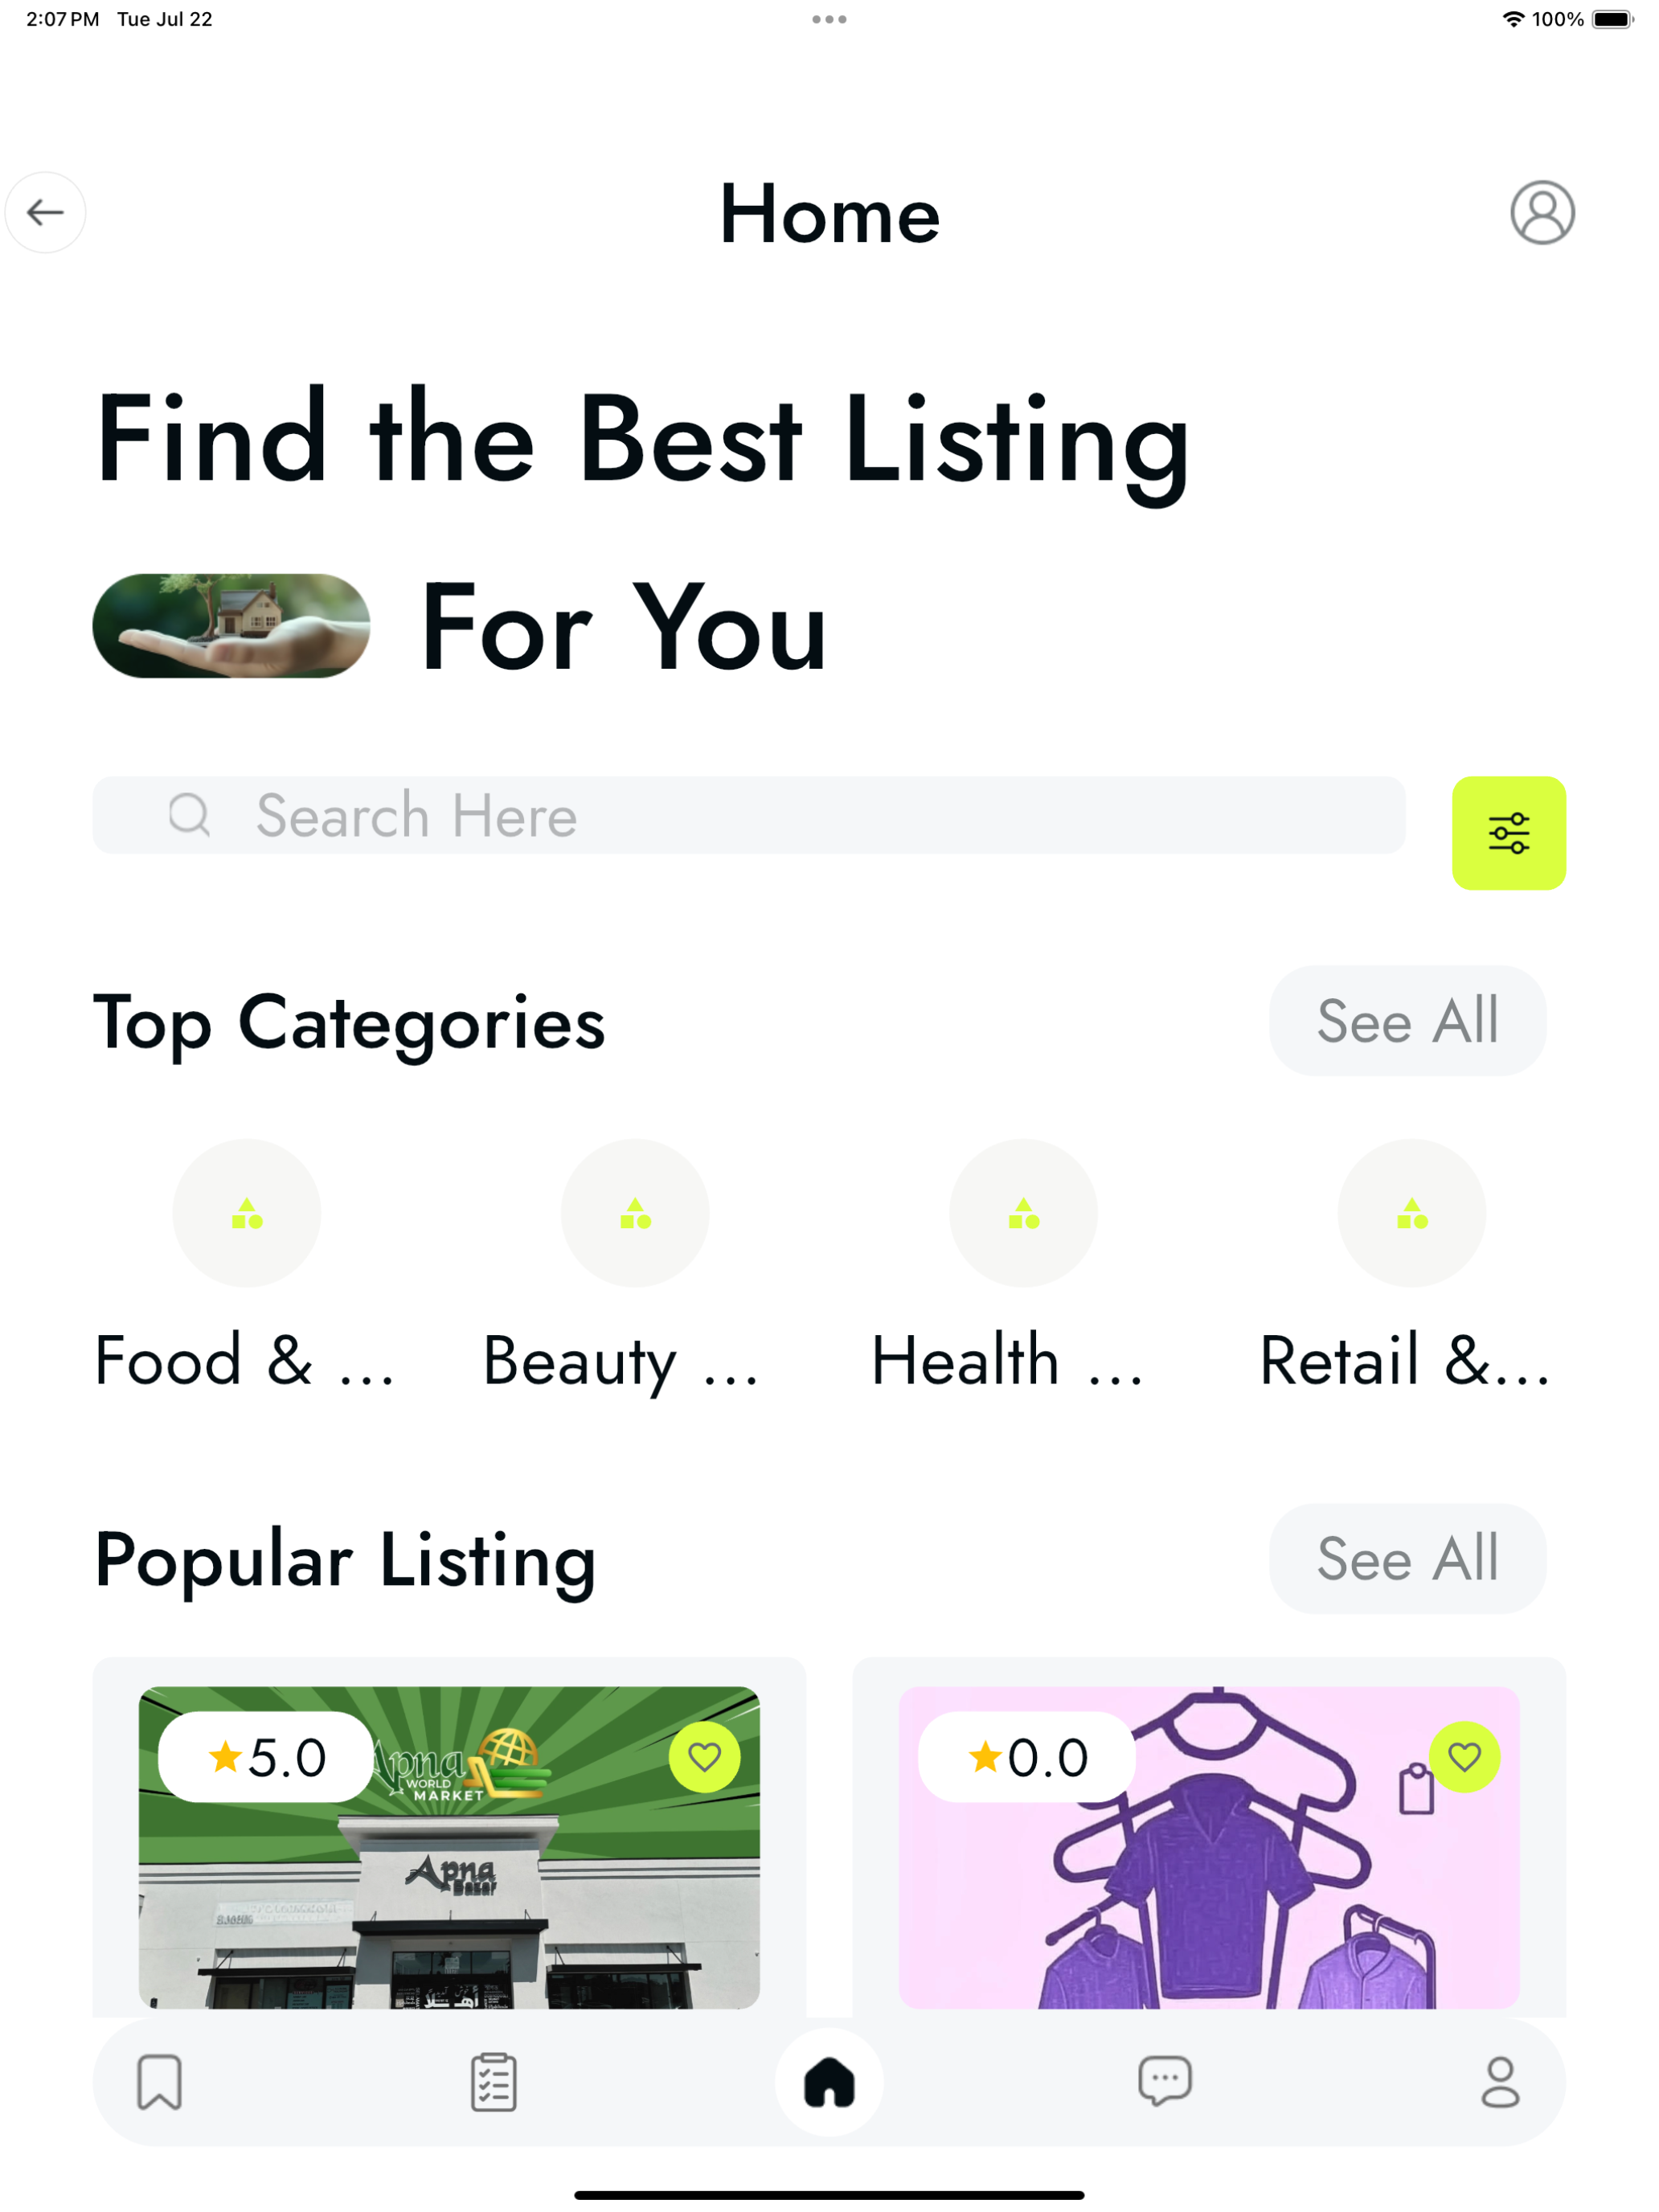 2:07 PM Tue Jul 22
100%
Home
Find the Best Listing
For You
Search Here
Top Categories
See All
Food & ...
Beauty ...
Health ...
Retail &...
Popular Listing
See All
5.0
Apna
WORLD
MARKET
Apna
Bazar
0.0